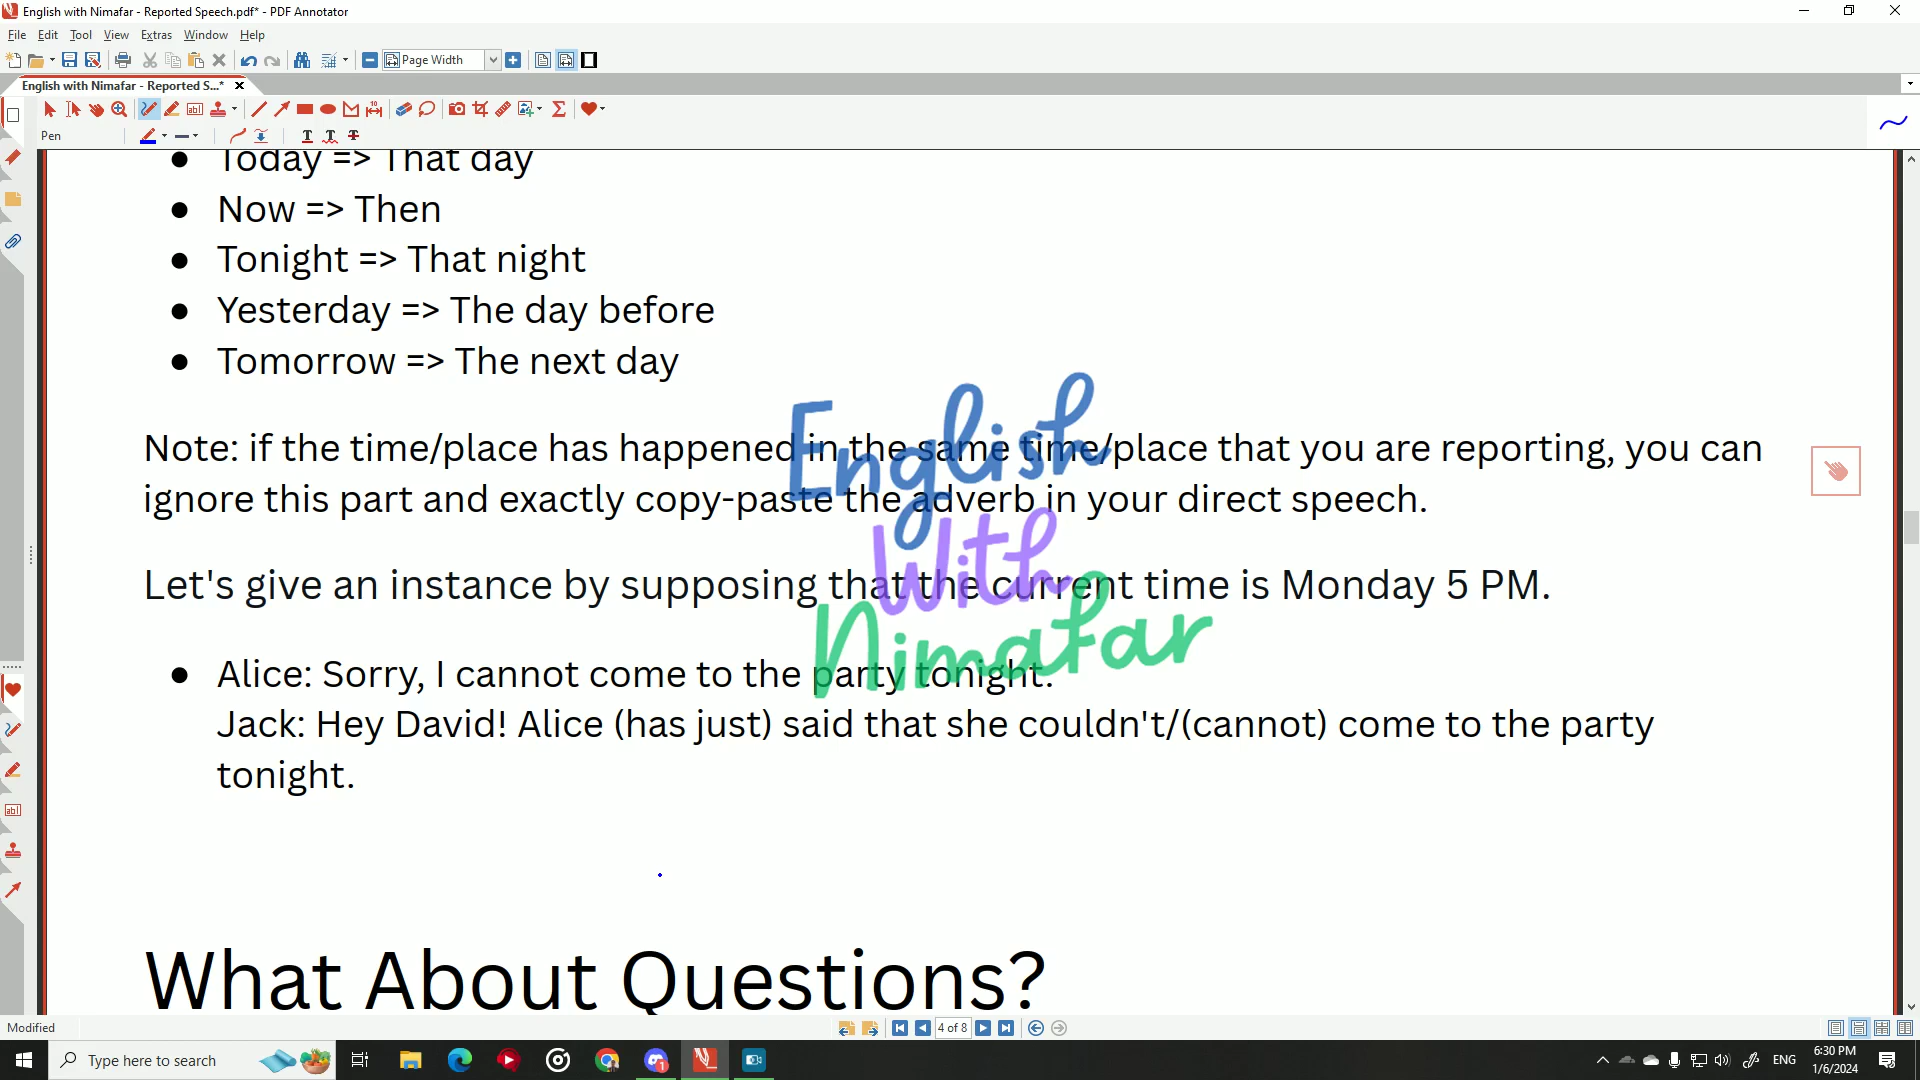 English with Nimafar - Reported Speech.pdf* - PDF Annotator
File Edit Tool View Extras Window Help
Page Width
English with Nimafar - Reported S...*
Pen
Today => That day
Now => Then
Tonight => That night
Yesterday => The day before
Tomorrow => The next day
Note: if the time/place has happened in the same time/place that you are reporting, you can
ignore this part and exactly copy-paste the adverb in your direct speech.
Let's give an instance by supposing that the current time is Monday 5 PM.
Alice: Sorry, I cannot come to the party tonight.
Jack: Hey David! Alice (has just) said that she couldn't/(cannot) come to the party
tonight.
English
With
Nimafar
What About Questions?
Modified
4 of 8
Type here to search
ENG
6:30 PM
1/6/2024